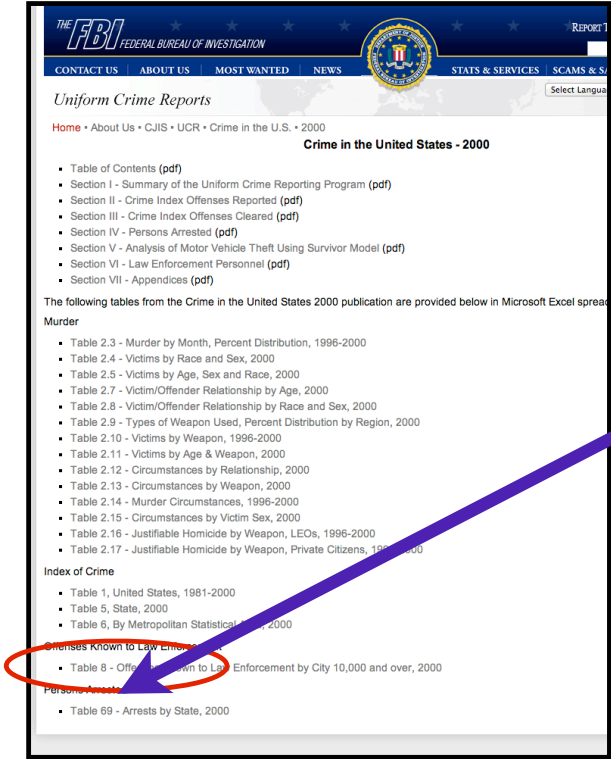 THE FBI FEDERAL BUREAU OF INVESTIGATION
REPORT T
CONTACT US ABOUT US MOST WANTED NEWS STATS & SERVICES SCAMS & SA
Uniform Crime Reports
Select Langua
Home • About Us • CJIS • UCR • Crime in the U.S. • 2000
Crime in the United States - 2000
Table of Contents (pdf)
Section I - Summary of the Uniform Crime Reporting Program (pdf)
Section II - Crime Index Offenses Reported (pdf)
Section III - Crime Index Offenses Cleared (pdf)
Section IV - Persons Arrested (pdf)
Section V - Analysis of Motor Vehicle Theft Using Survivor Model (pdf)
Section VI - Law Enforcement Personnel (pdf)
Section VII - Appendices (pdf)
The following tables from the Crime in the United States 2000 publication are provided below in Microsoft Excel spread
Murder
Table 2.3 - Murder by Month, Percent Distribution, 1996-2000
Table 2.4 - Victims by Race and Sex, 2000
Table 2.5 - Victims by Age, Sex and Race, 2000
Table 2.7 - Victim/Offender Relationship by Age, 2000
Table 2.8 - Victim/Offender Relationship by Race and Sex, 2000
Table 2.9 - Types of Weapon Used, Percent Distribution by Region, 2000
Table 2.10 - Victims by Weapon, 1996-2000
Table 2.11 - Victims by Age & Weapon, 2000
Table 2.12 - Circumstances by Relationship, 2000
Table 2.13 - Circumstances by Weapon, 2000
Table 2.14 - Murder Circumstances, 1996-2000
Table 2.15 - Circumstances by Victim Sex, 2000
Table 2.16 - Justifiable Homicide by Weapon, LEOs, 1996-2000
Table 2.17 - Justifiable Homicide by Weapon, Private Citizens, 2000
Index of Crime
Table 1, United States, 1981-2000
Table 5, State, 2000
Table 6, By Metropolitan Statistical 2000
Offenses Known to Law
Table 8 - to Law Enforcement by City 10,000 and over, 2000
Persons
Table 69 - Arrests by State, 2000